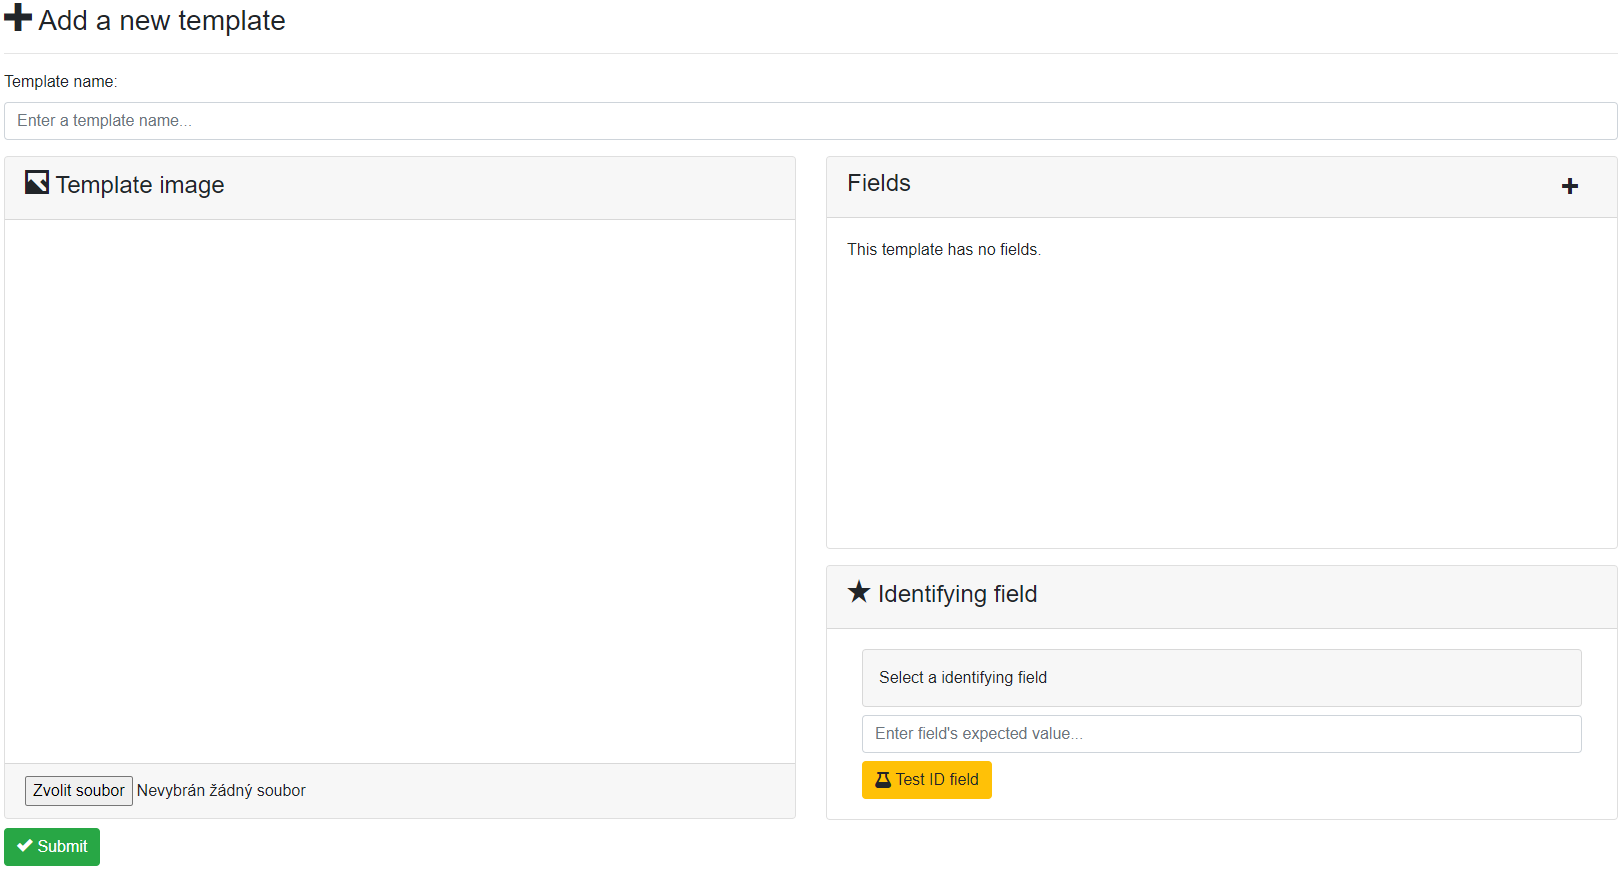 Add a new template
Template name:
Enter a template name...
Template image
Zvolit soubor Nevybrán žádný soubor
Submit
Fields
This template has no fields.
Identifying field
Select a identifying field
Enter field's expected value...
Test ID field